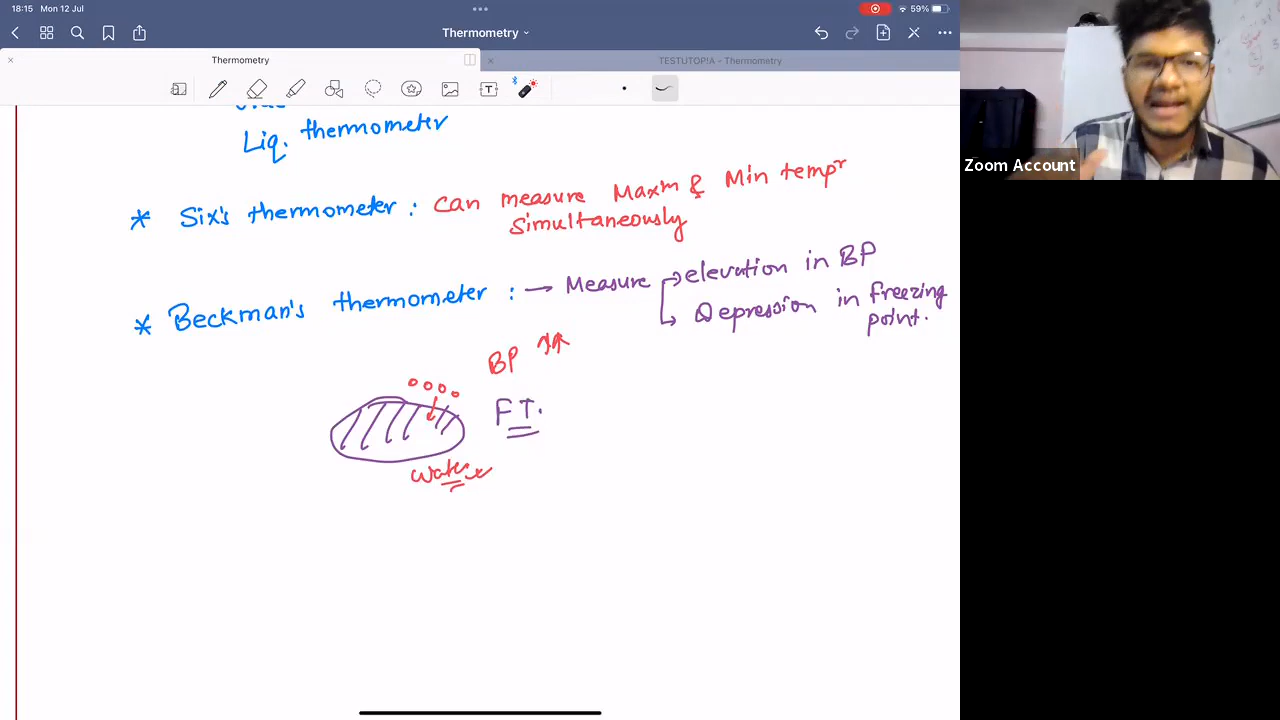 18:15 Mon 12 Jul
59%
Thermometry
Thermometry
TESTUTOP!A - Thermometry
Liq. thermometer
* Six's thermometer : can measure Maxm & Min tempr
simultaneously
* Beckman's thermometer : → Measure → elevation in BP
→ Depression in freezing
point.
BP ↑↑
F T.
water
Zoom Account